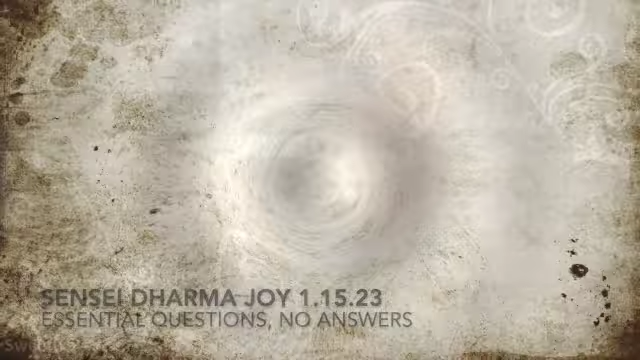 SENSEI DHARMA JOY 1.15.23
ESSENTIAL QUESTIONS, NO ANSWERS